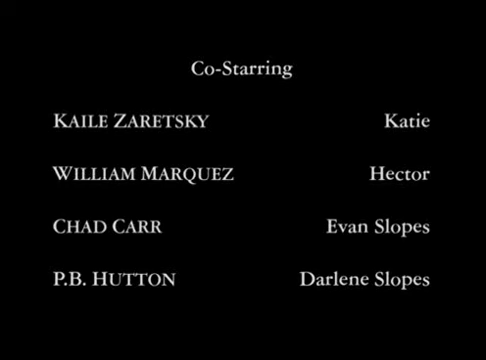 Co-Starring
KAILE ZARETSKY Katie
WILLIAM MARQUEZ Hector
CHAD CARR Evan Slopes
P.B. HUTTON Darlene Slopes